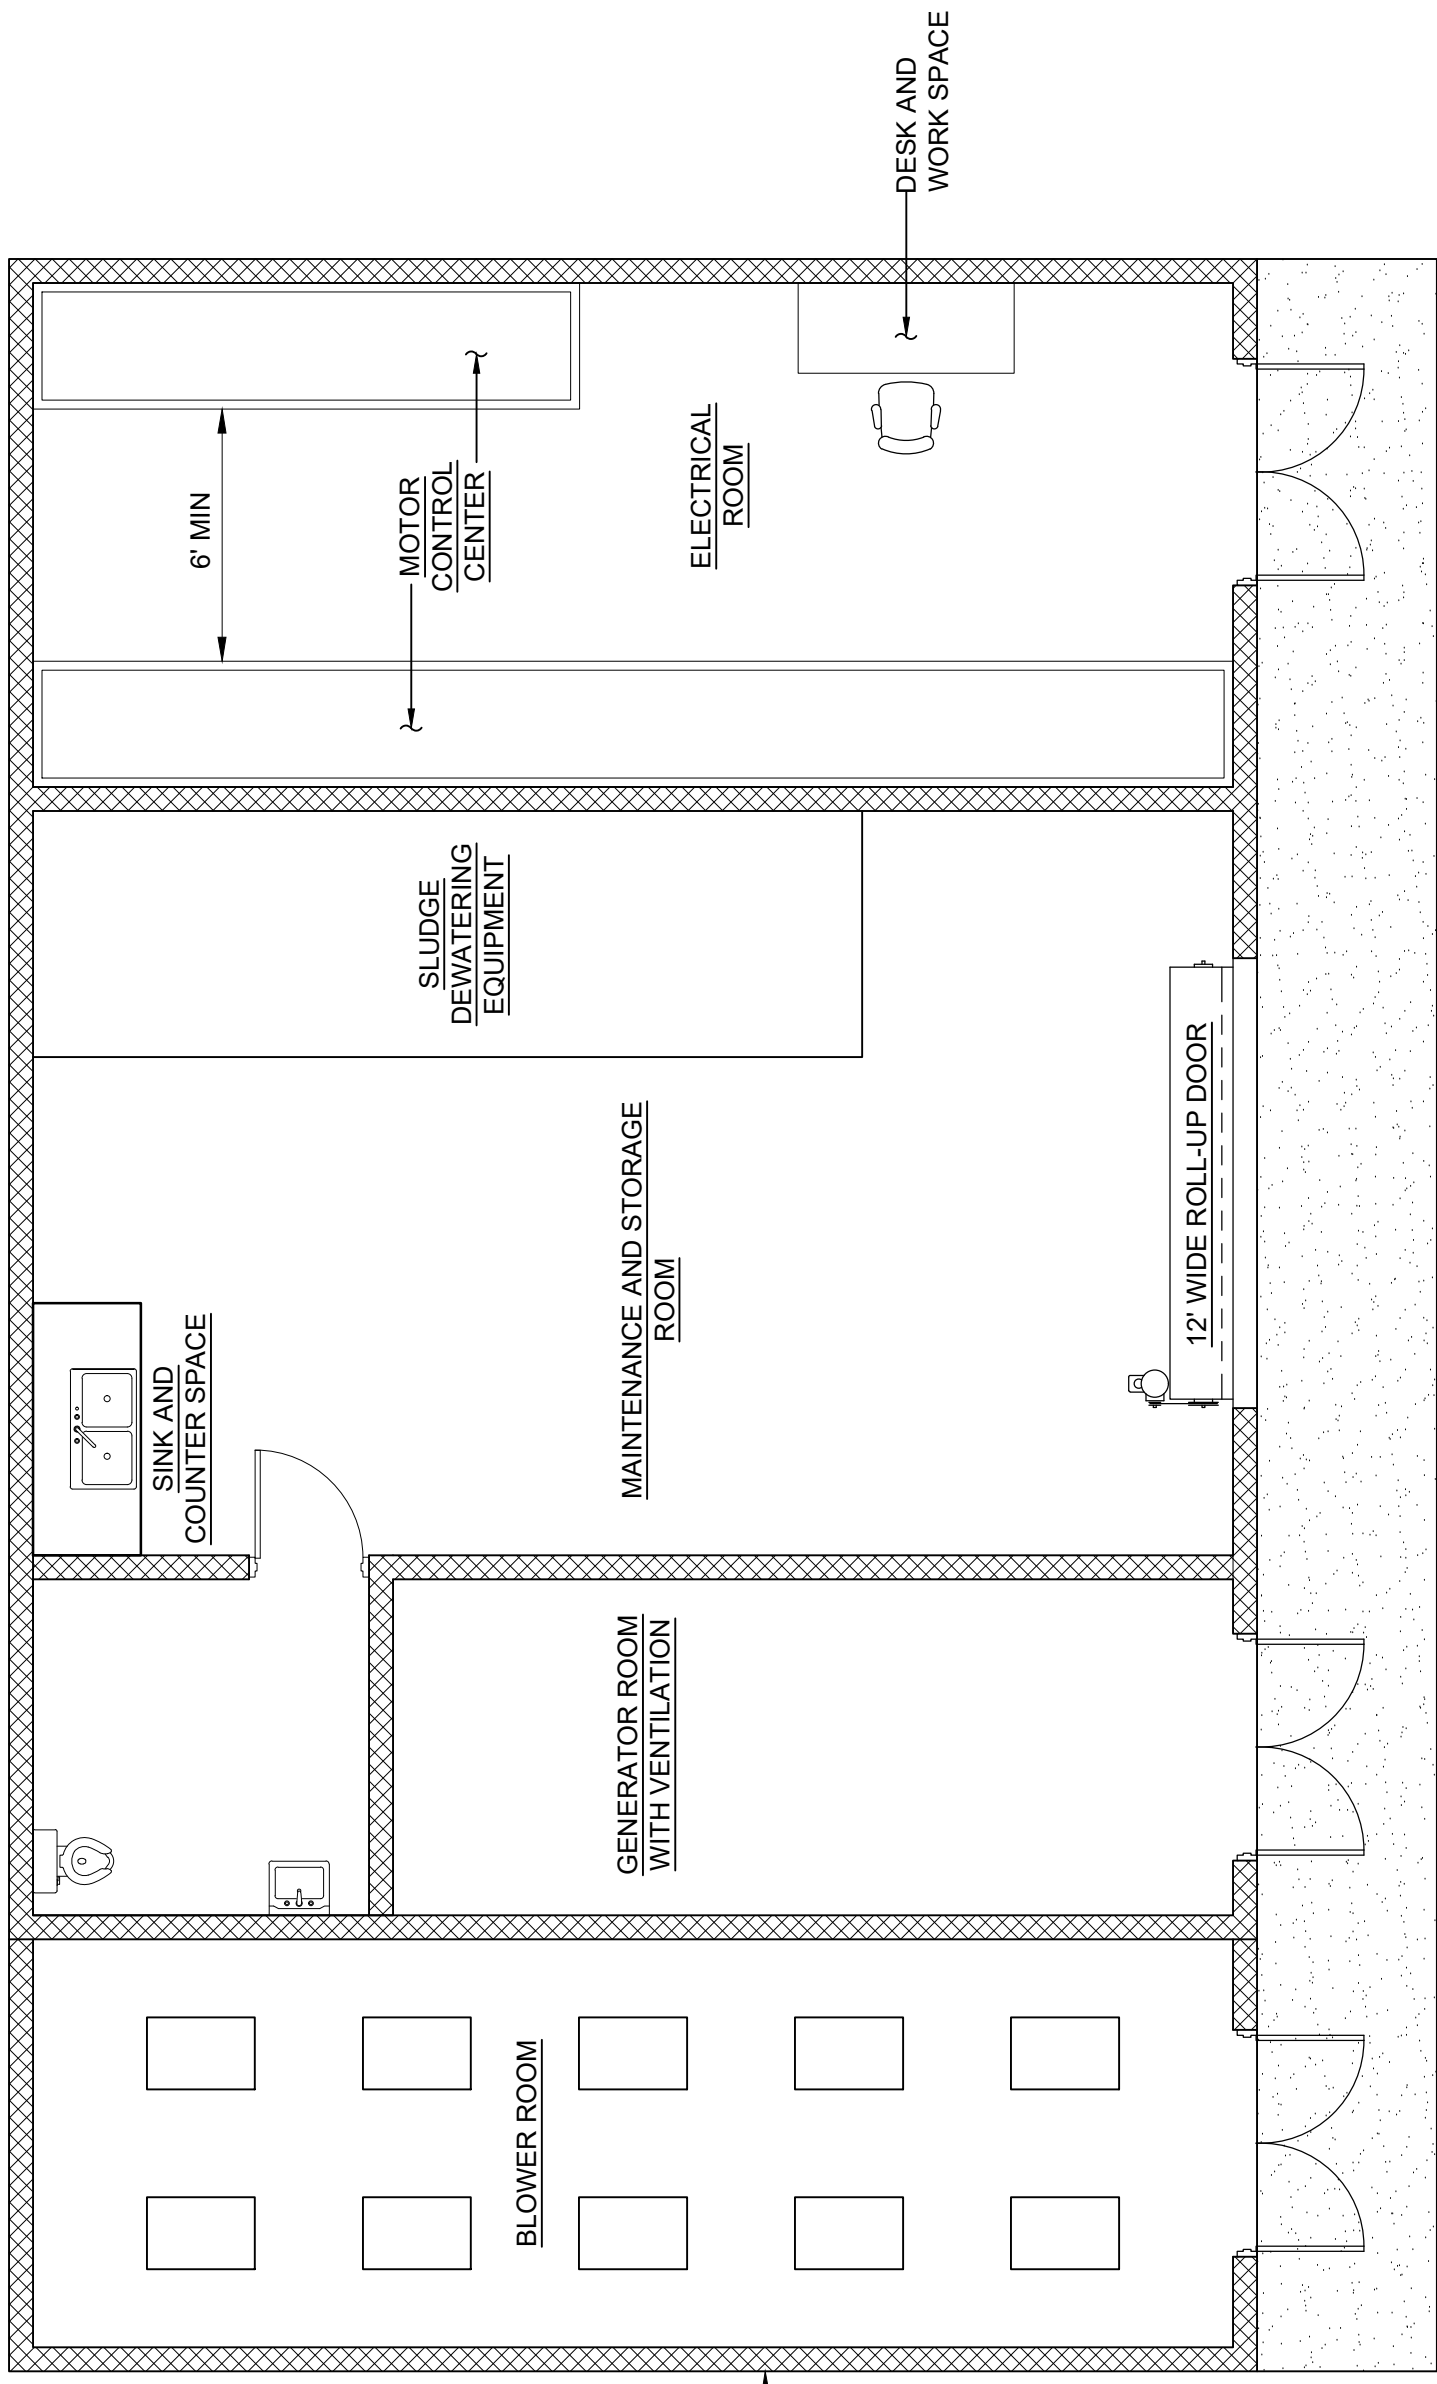 BLOWER ROOM
GENERATOR ROOM
WITH VENTILATION
SINK AND
COUNTER SPACE
MAINTENANCE AND STORAGE
ROOM
12' WIDE ROLL-UP DOOR
SLUDGE
DEWATERING
EQUIPMENT
6' MIN
MOTOR
CONTROL
CENTER
ELECTRICAL
ROOM
DESK AND
WORK SPACE